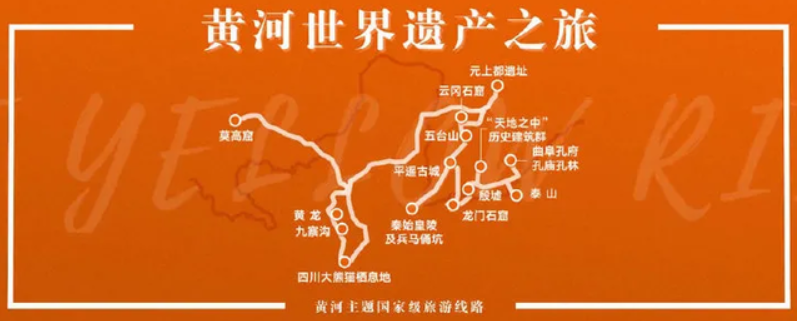 黄河世界遗产之旅
YELLOW RI
元上都遗址
云冈石窟
"天地之中"
历史建筑群
莫高窟
五台山
曲阜孔府
孔庙孔林
平遥古城
殷墟
泰山
黄龙
九寨沟
秦始皇陵
及兵马俑坑
龙门石窟
四川大熊猫栖息地
黄河主题国家级旅游线路